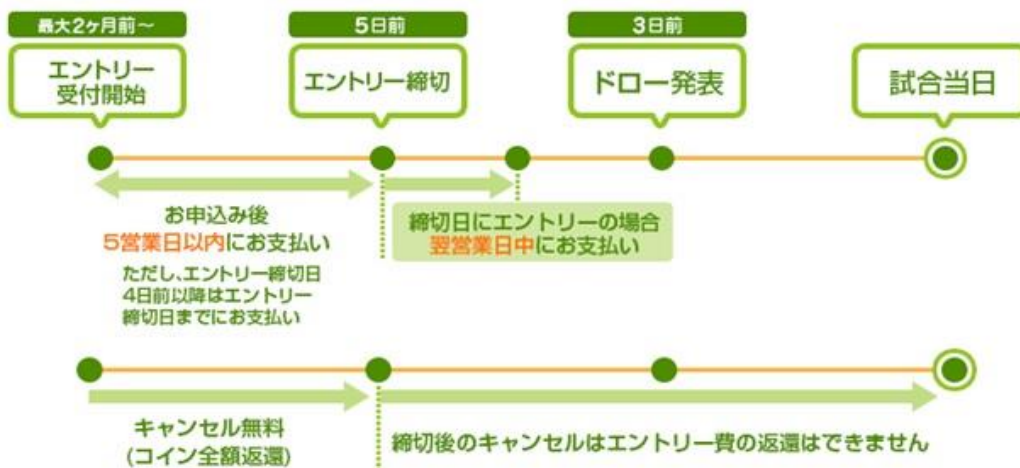 最大2ヶ月前～
エントリー
受付開始
5日前
エントリー締切
3日前
ドロー発表
試合当日
お申込み後
5営業日以内にお支払い
ただし、エントリー締切日
4日前以降はエントリー
締切日までにお支払い
締切日にエントリーの場合
翌営業日中にお支払い
キャンセル無料
(コイン全額返還)
締切後のキャンセルはエントリー費の返還はできません